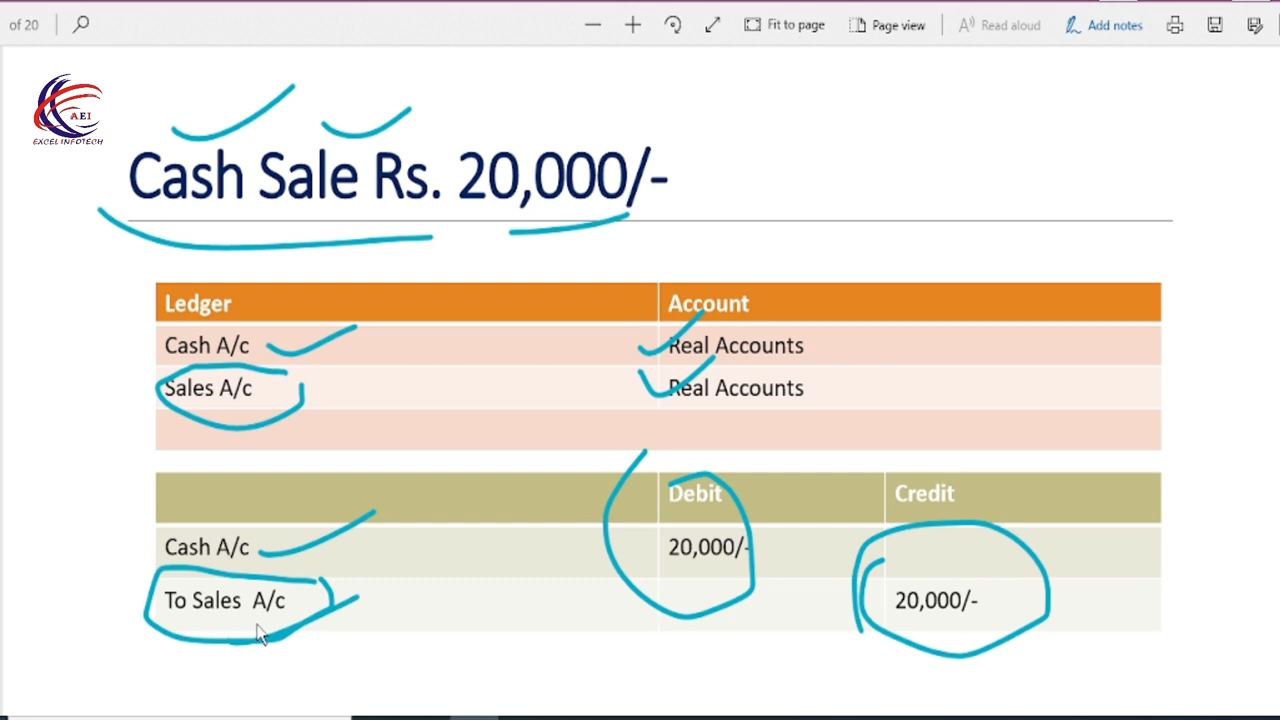 of 20
Fit to page
Page view
Read aloud
Add notes
AEI
EXCEL INFOTECH
Cash Sale Rs. 20,000/-
Ledger Account
Cash A/c Real Accounts
Sales A/c Real Accounts
Debit Credit
Cash A/c 20,000/-
To Sales A/c 20,000/-